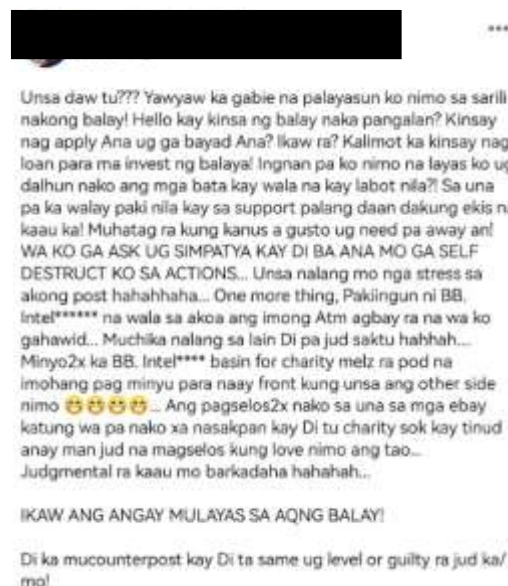 Unsa daw tu??? Yawyaw ka gabie na palayasun ko nimo sa sarili
nakong balay! Hello kay kinsa ng balay naka pangalan? Kinsay
nag apply Ana ug ga bayad Ana? Ikaw ra? Kalimot ka kinsay nag
loan para ma invest ng balaya! Ingnan pa ko nimo na layas ko ug
dalhun nako ang mga bata kay wala na kay labot nila?! Sa una
pa ka walay paki nila kay sa support palang daan dakung ekis na
kaau ka! Muhatag ra kung kanus a gusto ug need pa away an!
WA KO GA ASK UG SIMPATYA KAY DI BA ANA MO GA SELF
DESTRUCT KO SA ACTIONS... Unsa nalang mo nga stress sa
akong post hahahhaha... One more thing, Pakiingun ni BB.
Intel****** na wala sa akoa ang imong Atm agbay ra na wa ko
gahawid... Muchika nalang sa lain Di pa jud saktu hahhah....
Minyo2x ka BB. Intel**** basin for charity melz ra pod na
imohang pag minyu para naay front kung unsa ang other side
nimo 😁😁😁😁... Ang pagselos2x nako sa una sa mga ebay
katung wa pa nako xa nasakpan kay Di tu charity sok kay tinud
anay man jud na magselos kung love nimo ang tao...
Judgmental ra kaau mo barkadaha hahahah...
IKAW ANG ANGAY MULAYAS SA AQNG BALAY!
Di ka mucounterpost kay Di ta same ug level or guilty ra jud ka/
mo!